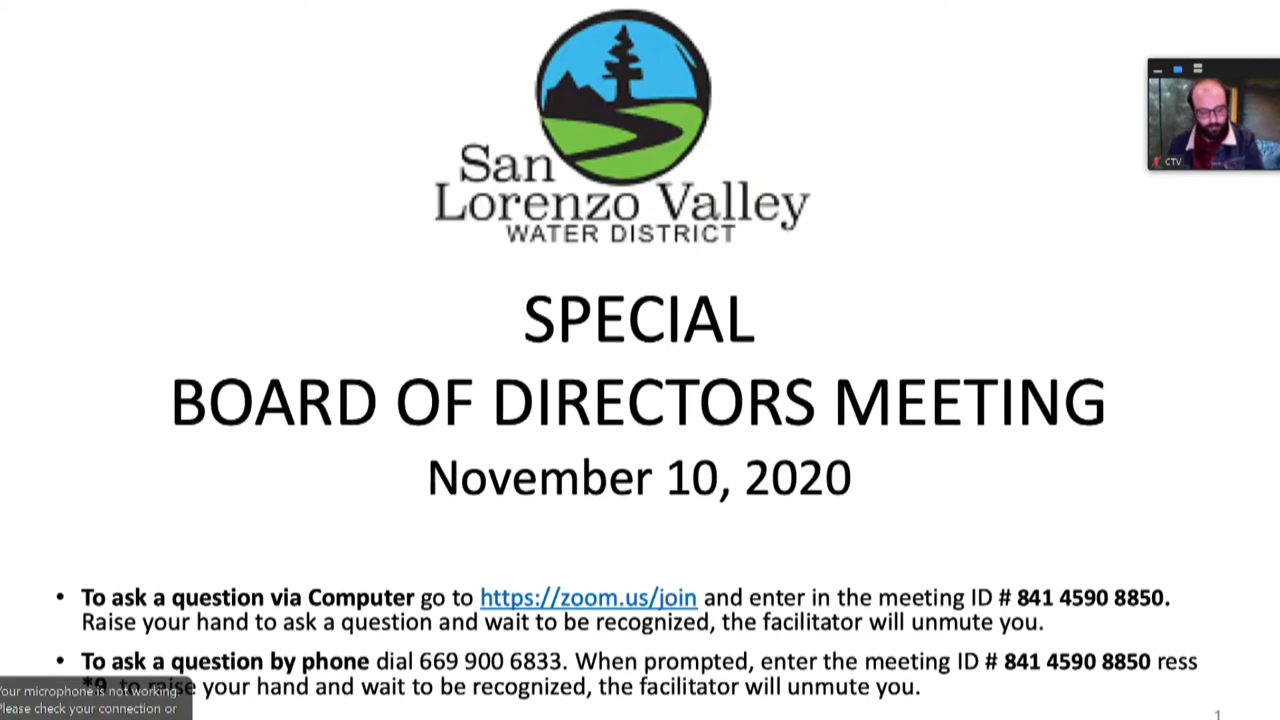 San
Lorenzo Valley
WATER DISTRICT
CTV
SPECIAL
BOARD OF DIRECTORS MEETING
November 10, 2020
• To ask a question via Computer go to https://zoom.us/join and enter in the meeting ID # 841 4590 8850.
Raise your hand to ask a question and wait to be recognized, the facilitator will unmute you.
• To ask a question by phone dial 669 900 6833. When prompted, enter the meeting ID # 841 4590 8850 ress
*9 to raise your hand and wait to be recognized, the facilitator will unmute you.
Your microphone is not working.
Please check your connection or
1